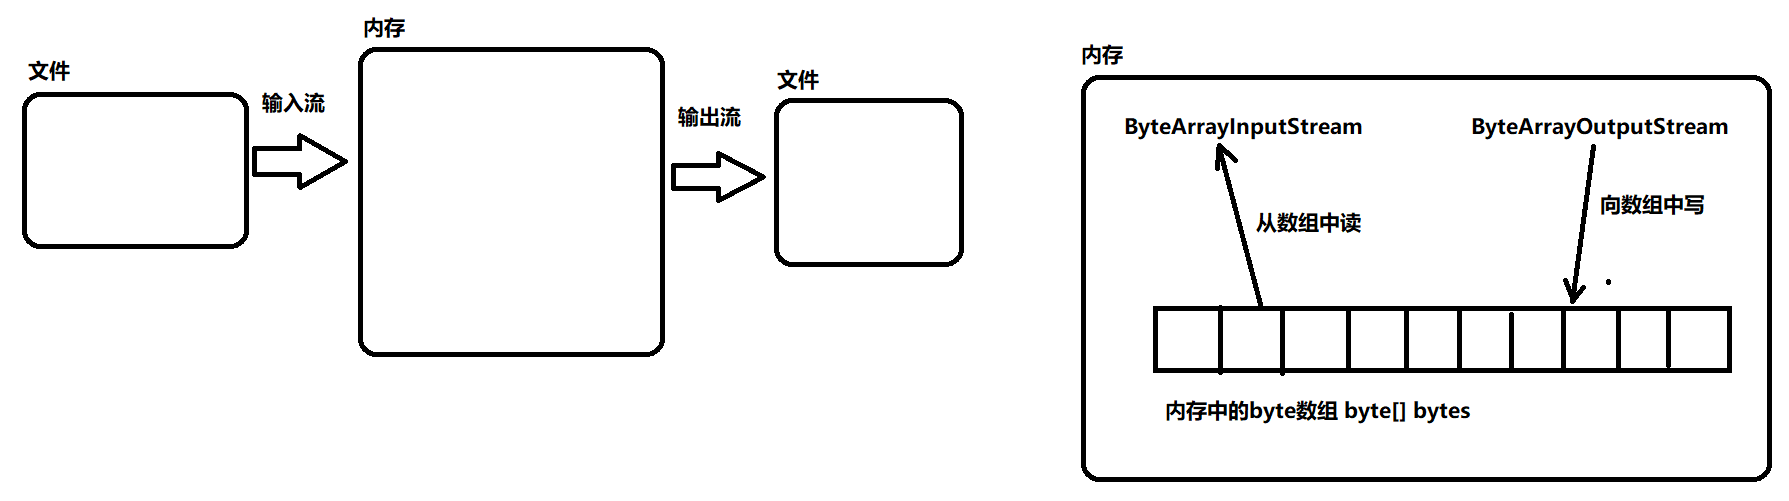 文件
输入流
内存
输出流
文件
内存
ByteArrayInputStream
ByteArrayOutputStream
从数组中读
向数组中写
内存中的byte数组 byte[] bytes